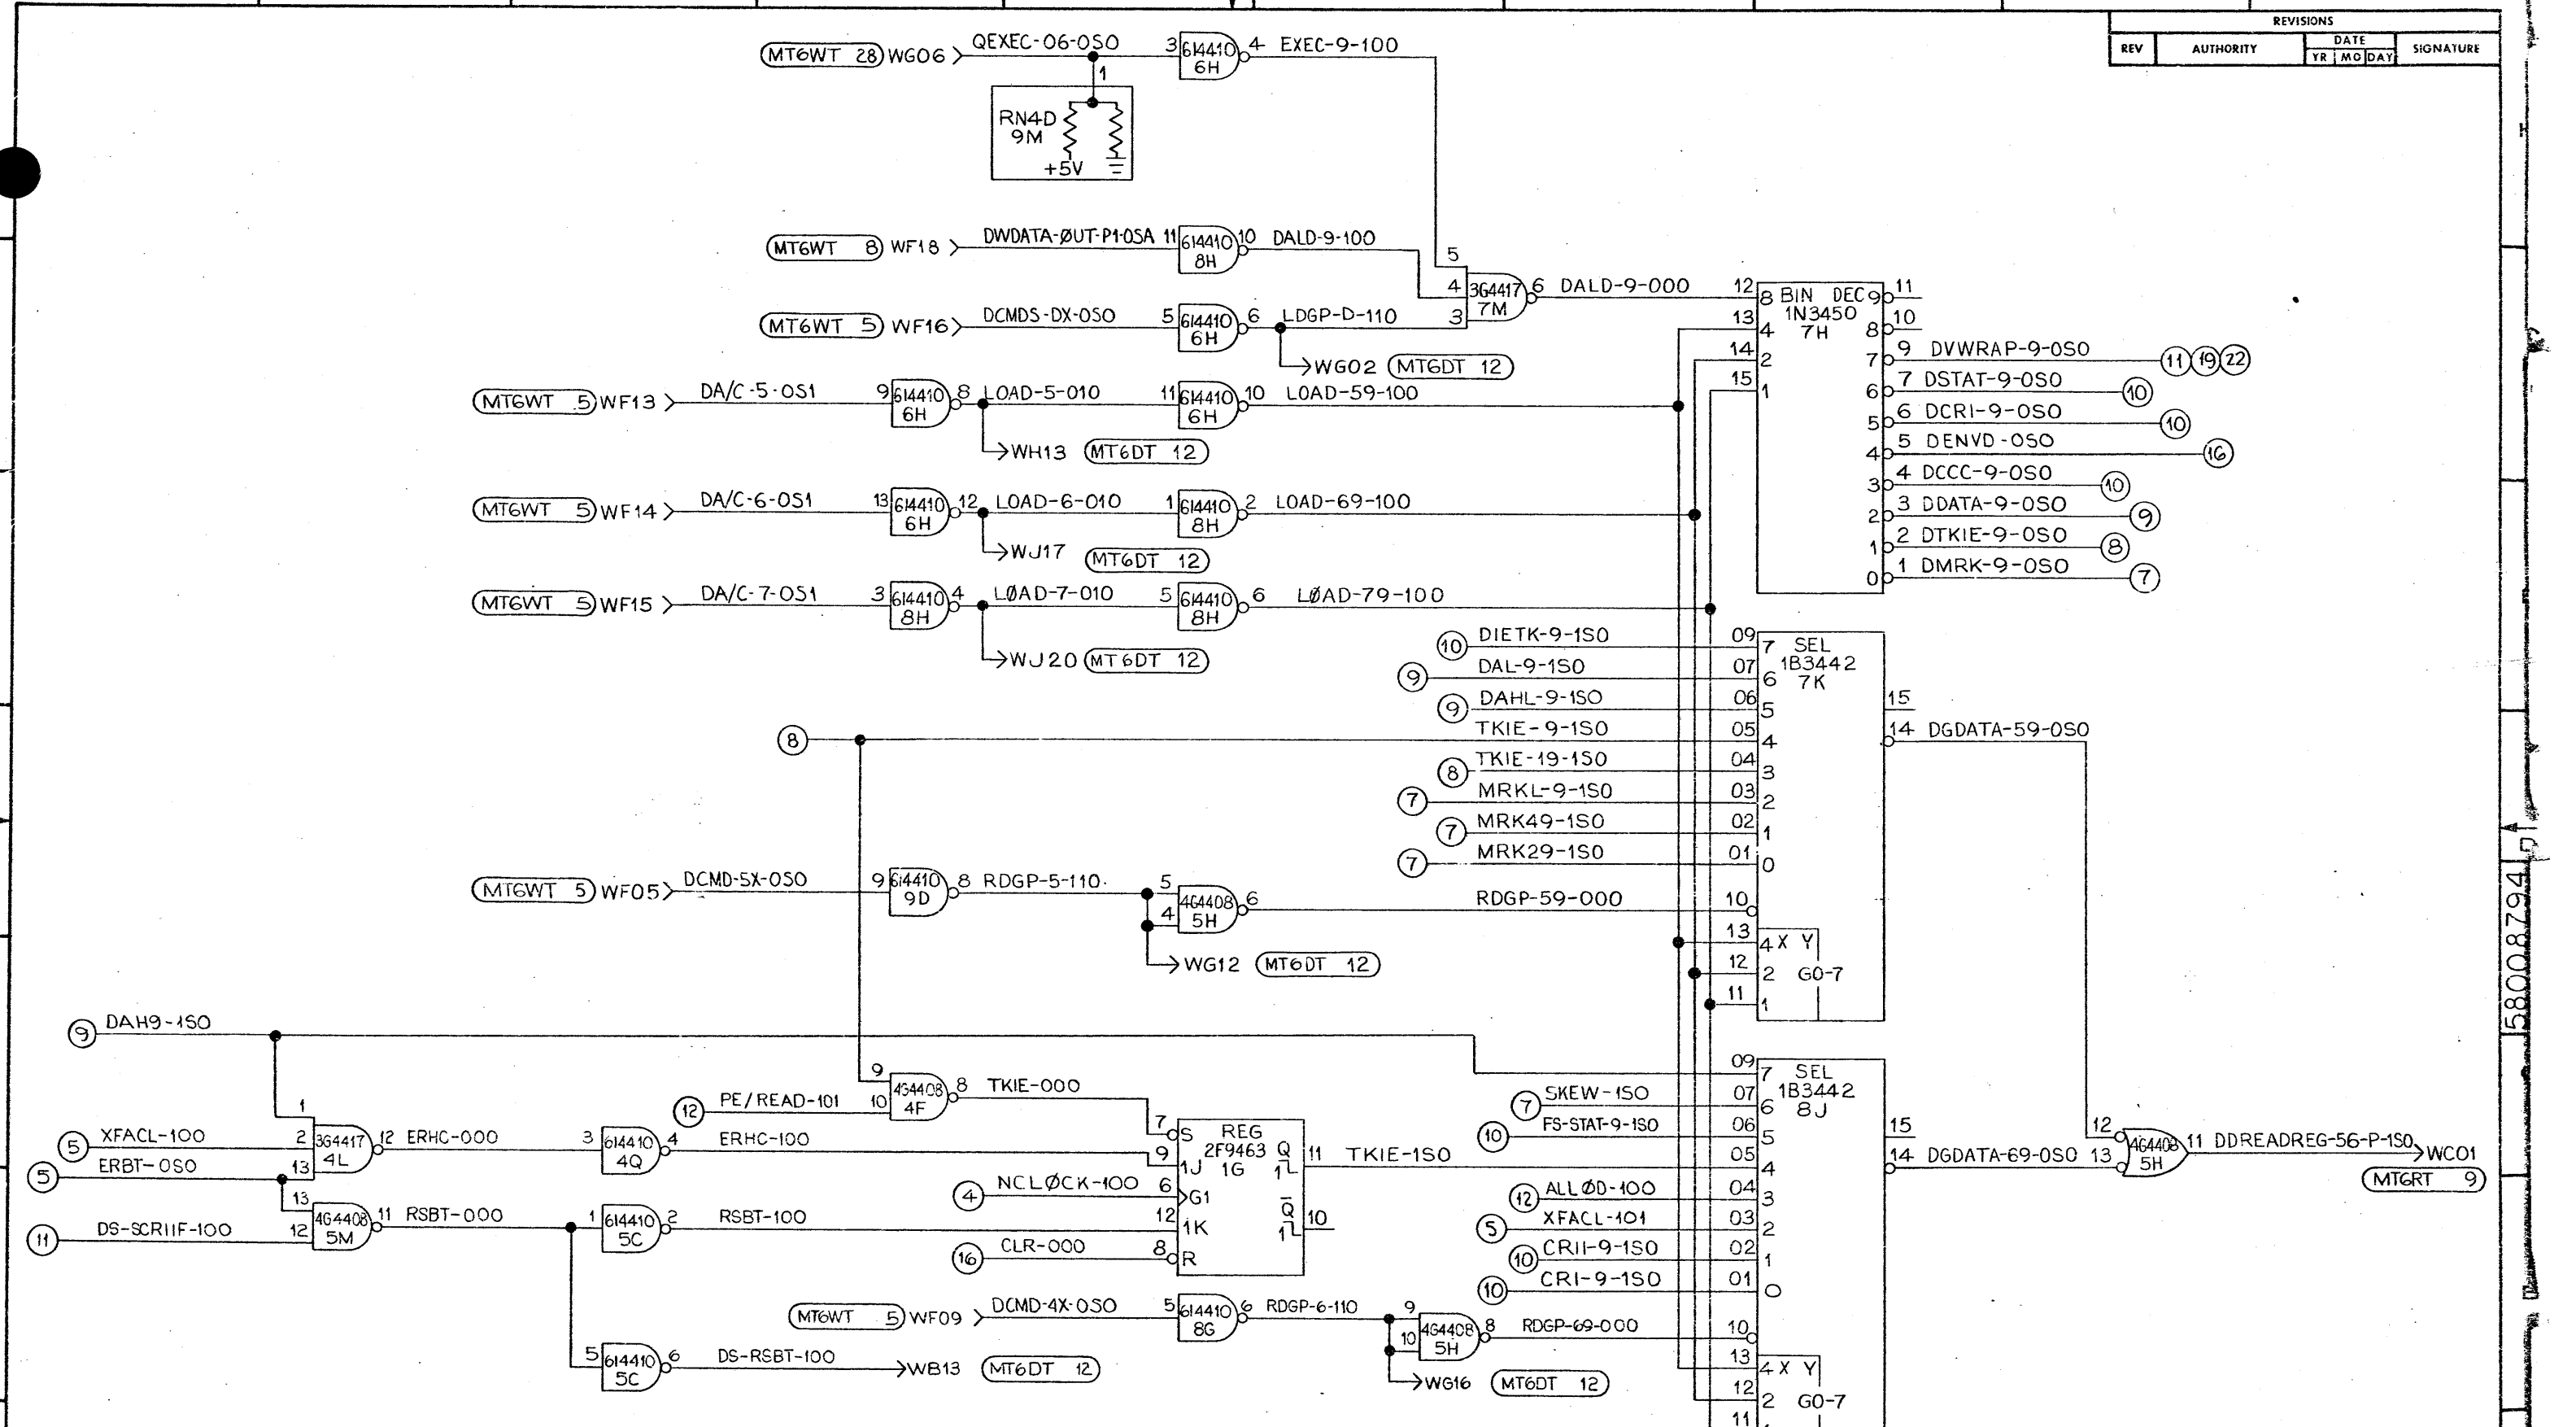 REVISIONS
REV AUTHORITY DATE SIGNATURE
YR MO DAY
MT6WT 28 WG06 QEXEC-06-0S0 3 6I4410 6H 4 EXEC-9-100
1
RN4D
9M
+5V
MT6WT 8 WF18 DWDATA-ØUT-P1-0SA 11 6I4410 8H 10 DALD-9-100
5
4
3
3G4417
7M
6 DALD-9-000
MT6WT 5 WF16 DCMDS-DX-0S0 5 6I4410 6H 6 LDGP-D-110
WG02 MT6DT 12
MT6WT 5 WF13 DA/C-5-0S1 9 6I4410 6H 8 LOAD-5-010 11 6I4410 6H 10 LOAD-59-100
WH13 MT6DT 12
MT6WT 5 WF14 DA/C-6-0S1 13 6I4410 6H 12 LOAD-6-010 1 6I4410 8H 2 LOAD-69-100
WJ17 MT6DT 12
MT6WT 5 WF15 DA/C-7-0S1 3 6I4410 8H 4 LØAD-7-010 5 6I4410 8H 6 LØAD-79-100
WJ20 MT6DT 12
12 8 BIN DEC 9 11
1N3450
7H
13 4 8 10
14 2 7 9 DVWRAP-9-0S0 11 19 22
15 1 6 7 DSTAT-9-0S0 10
5 6 DCRI-9-0S0 10
4 5 DENVD-0S0 16
3 4 DCCC-9-0S0 10
2 3 DDATA-9-0S0 9
1 2 DTKIE-9-0S0 8
0 1 DMRK-9-0S0 7
SEL
1B3442
7K
10 DIETK-9-1S0 09 7
9 DAL-9-1S0 07 6
9 DAHL-9-1S0 06 5
8 TKIE-9-1S0 05 4
8 TKIE-19-1S0 04 3
7 MRKL-9-1S0 03 2
7 MRK49-1S0 02 1
7 MRK29-1S0 01 0
15
14 DGDATA-59-0S0
MT6WT 5 WF05 DCMD-5X-0S0 9 6I4410 9D 8 RDGP-5-110 5 4 4G4408 5H 6 RDGP-59-000 10
WG12 MT6DT 12
13 4 X Y
12 2 G0-7
11 1
9 DAH9-1S0
1
5 XFACL-100 2 3G4417 4L 12 ERHC-000 3 6I4410 4Q 4 ERHC-100
5 ERBT-0S0 13
11 DS-SCRIIF-100 13 12 4G4408 5M 11 RSBT-000 1 6I4410 5C 2 RSBT-100
5 6I4410 5C 6 DS-RSBT-100 WB13 MT6DT 12
12 PE/READ-101 9 10 4G4408 4F 8 TKIE-000
REG
2F9463
1G
7 S
9 1J
4 NCLØCK-100 6 G1
12 1K
16 CLR-000 8 R
Q 1 11 TKIE-1S0
Q̅ 1 10
MT6WT 5 WF09 DCMD-4X-0S0 5 6I4410 8G 6 RDGP-6-110 9 10 4G4408 5H 8 RDGP-69-000 10
WG16 MT6DT 12
SEL
1B3442
8J
09 7
7 SKEW-1S0 07 6
10 FS-STAT-9-1S0 06 5
05 4
12 ALLØD-100 04 3
5 XFACL-101 03 2
10 CRII-9-1S0 02 1
10 CRI-9-1S0 01 0
15
14 DGDATA-69-0S0
13 4 X Y
12 2 G0-7
11
12
13
4G4408
5H
11 DDREADREG-56-P-1S0 WC01
MT6RT 9
58008794